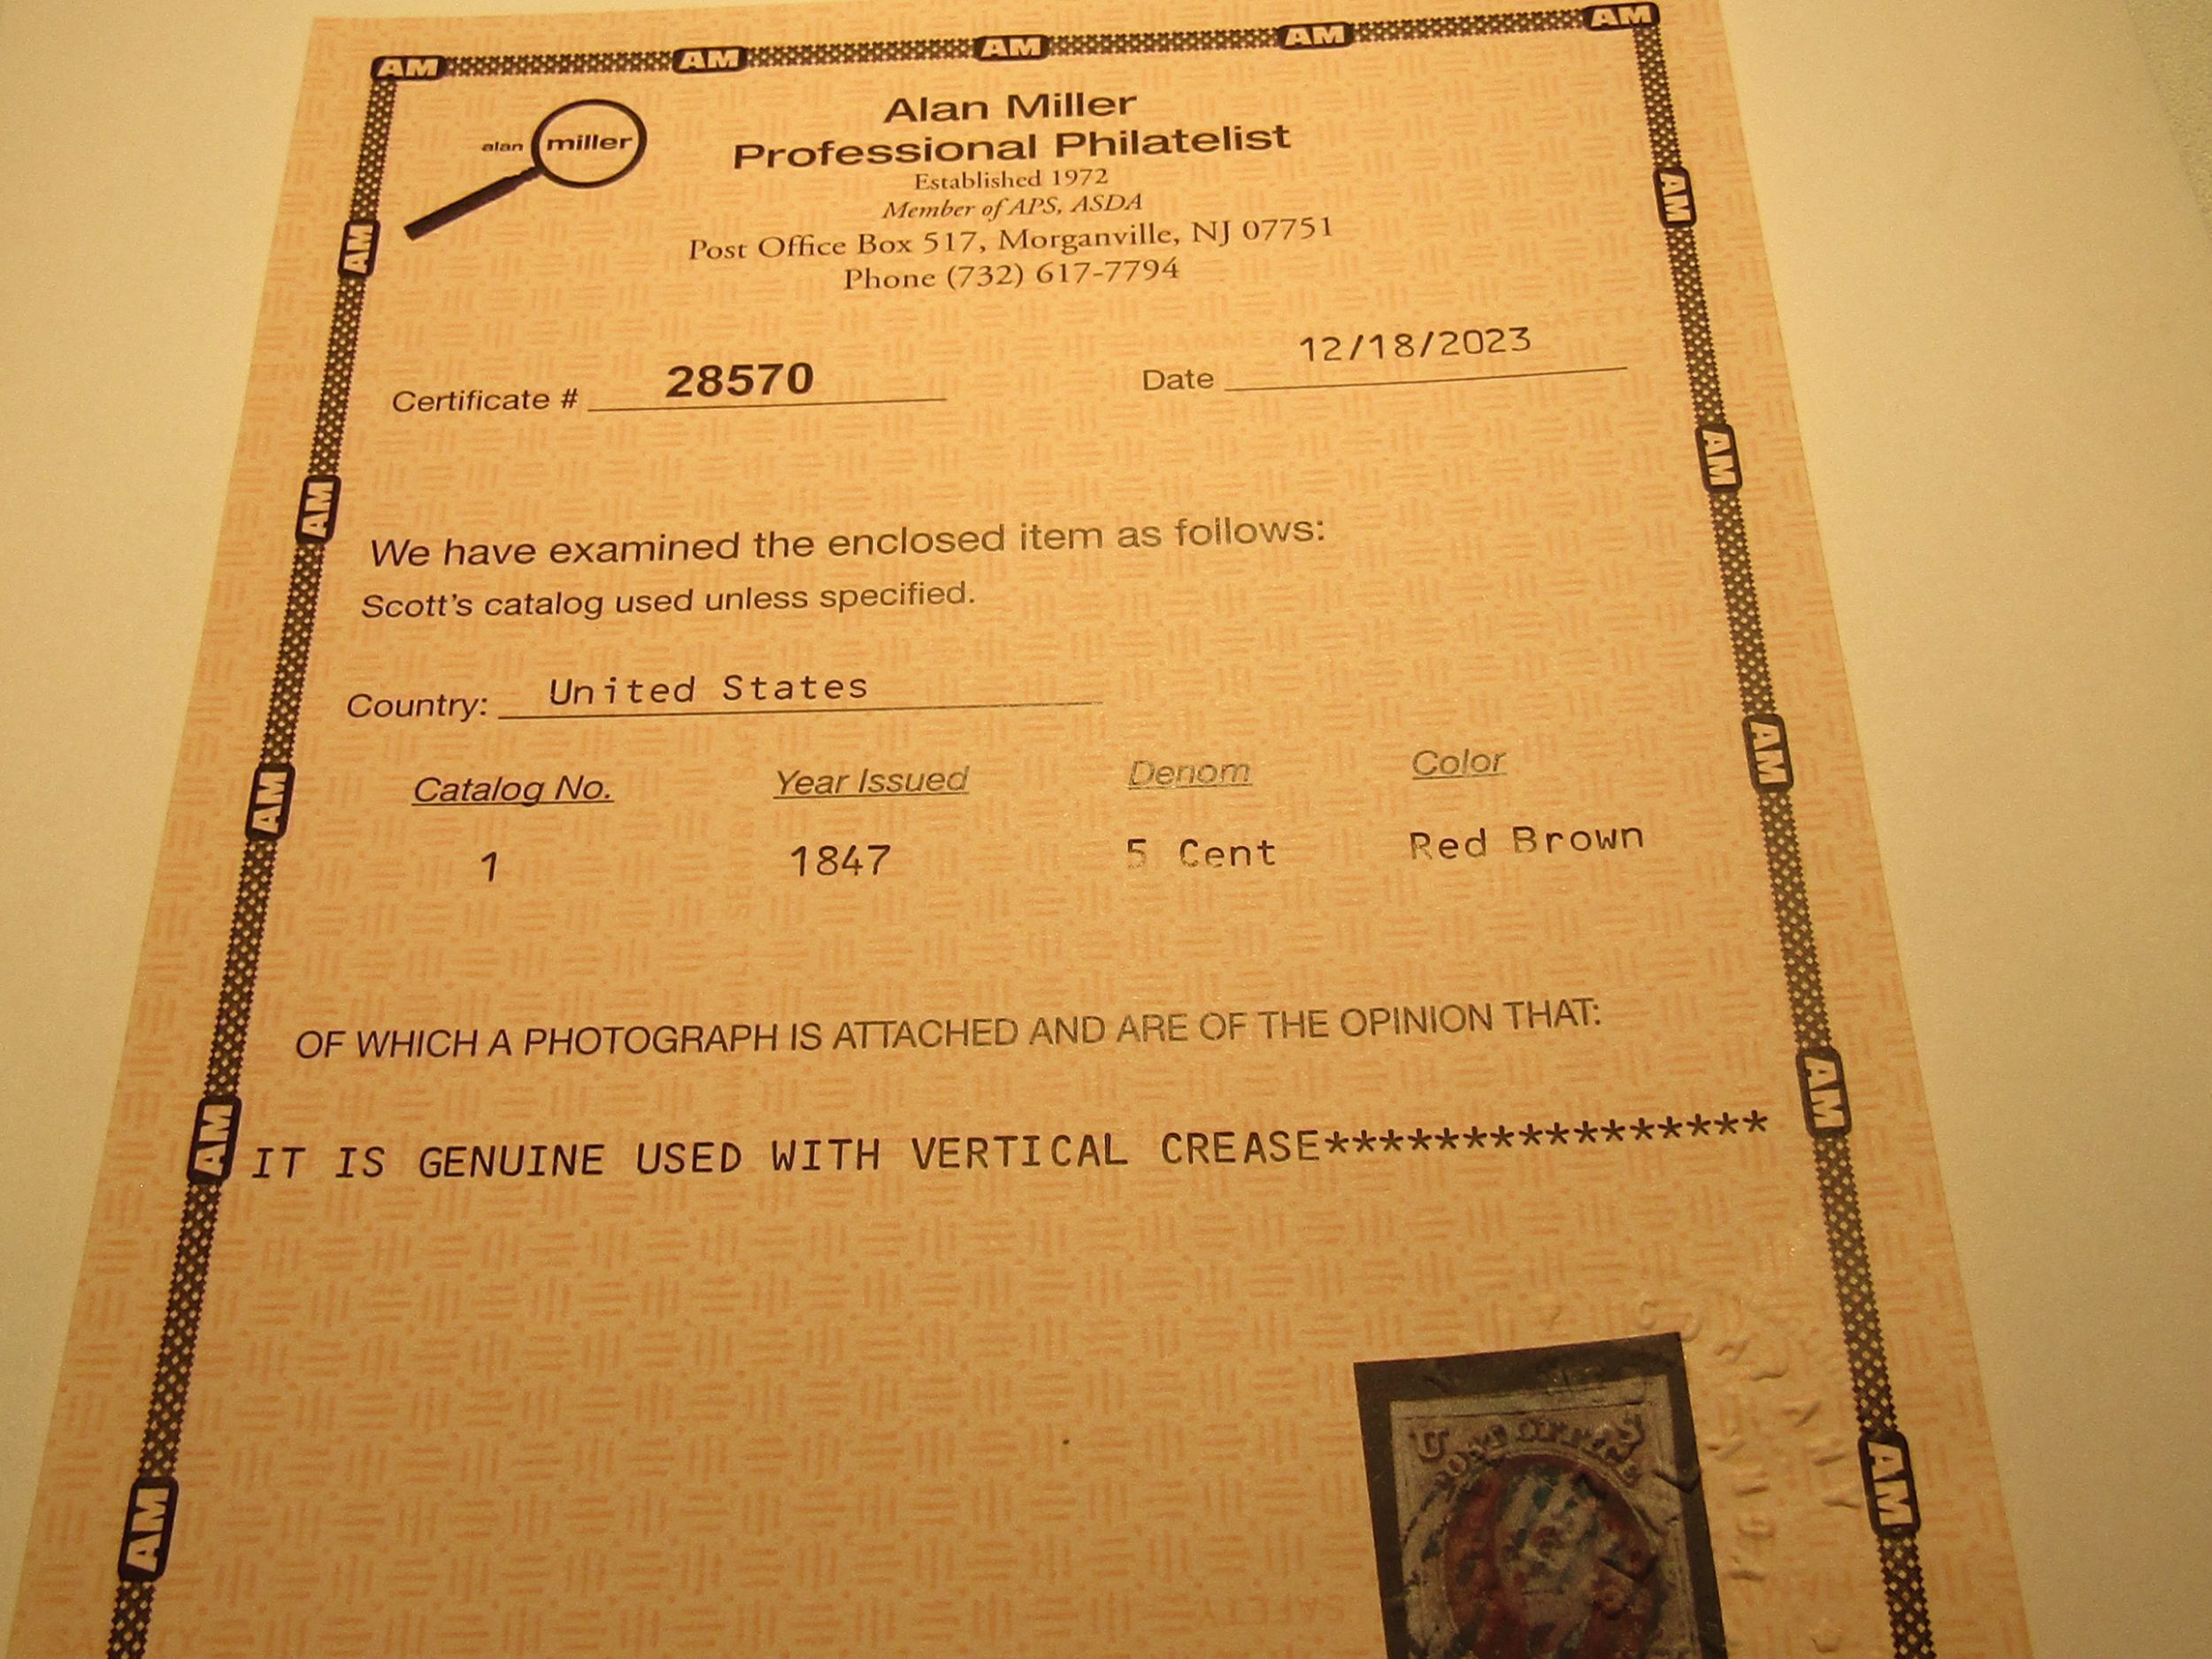 AM AM AM AM AM
alan miller
Alan Miller
Professional Philatelist
Established 1972
Member of APS, ASDA
Post Office Box 517, Morganville, NJ 07751
Phone (732) 617-7794
Certificate # 28570 Date 12/18/2023
We have examined the enclosed item as follows:
Scott's catalog used unless specified.
Country: United States
Catalog No. Year Issued Denom Color
1 1847 5 Cent Red Brown
OF WHICH A PHOTOGRAPH IS ATTACHED AND ARE OF THE OPINION THAT:
IT IS GENUINE USED WITH VERTICAL CREASE****************
U S
POST OFFICE
AM AM AM AM AM
AM AM AM AM AM